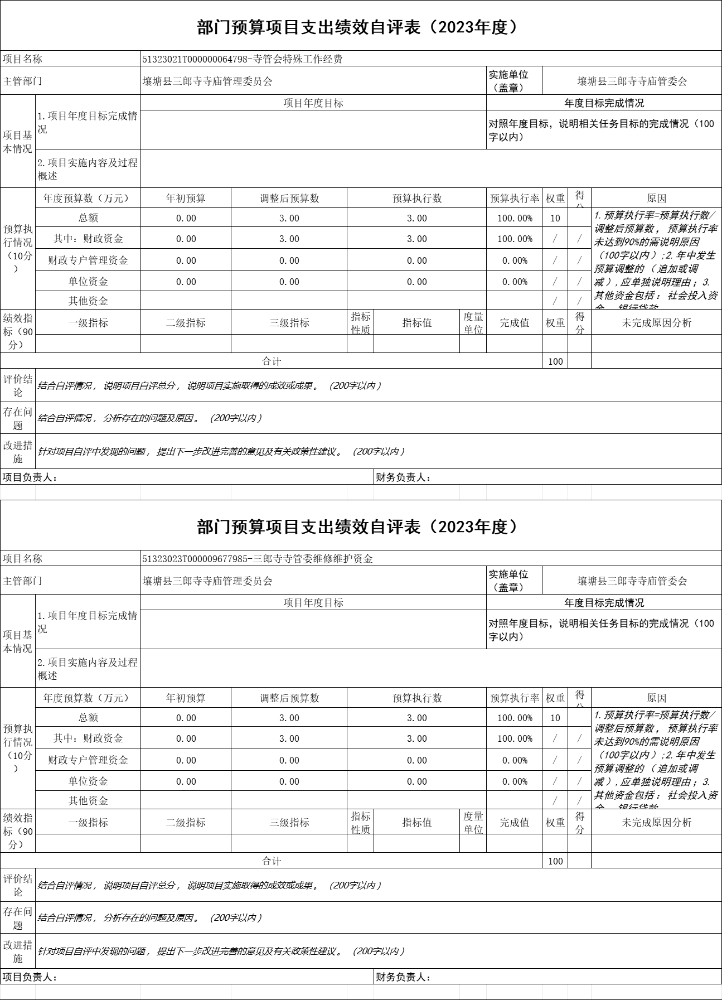 部门预算项目支出绩效自评表（2023年度）
项目名称 51323021T000000064798-寺管会特殊工作经费
主管部门 壤塘县三郎寺寺庙管理委员会 实施单位（盖章） 壤塘县三郎寺寺庙管委会
项目基本情况 1.项目年度目标完成情况 项目年度目标 年度目标完成情况
对照年度目标，说明相关任务目标的完成情况（100字以内）
2.项目实施内容及过程概述
预算执行情况（10分） 年度预算数（万元） 年初预算 调整后预算数 预算执行数 预算执行率 权重 得分 原因
总额 0.00 3.00 3.00 100.00% 10
其中：财政资金 0.00 3.00 3.00 100.00% / /
财政专户管理资金 0.00 0.00 0.00 0.00% / /
单位资金 0.00 0.00 0.00 0.00% / /
其他资金 / /
1.预算执行率=预算执行数/
调整后预算数，预算执行率
未达到90%的需说明原因
（100字以内）;2.年中发生
预算调整的（追加或调
减）,应单独说明理由；3.
其他资金包括：社会投入资
金、银行贷款
绩效指标（90分） 一级指标 二级指标 三级指标 指标性质 指标值 度量单位 完成值 权重 得分 未完成原因分析
合计 100
评价结论 结合自评情况，说明项目自评总分，说明项目实施取得的成效或成果。（200字以内）
存在问题 结合自评情况，分析存在的问题及原因。（200字以内）
改进措施 针对项目自评中发现的问题，提出下一步改进完善的意见及有关政策性建议。（200字以内）
项目负责人： 财务负责人：
部门预算项目支出绩效自评表（2023年度）
项目名称 51323023T000009677985-三郎寺寺管委维修维护资金
主管部门 壤塘县三郎寺寺庙管理委员会 实施单位（盖章） 壤塘县三郎寺寺庙管委会
项目基本情况 1.项目年度目标完成情况 项目年度目标 年度目标完成情况
对照年度目标，说明相关任务目标的完成情况（100字以内）
2.项目实施内容及过程概述
预算执行情况（10分） 年度预算数（万元） 年初预算 调整后预算数 预算执行数 预算执行率 权重 得分 原因
总额 0.00 3.00 3.00 100.00% 10
其中：财政资金 0.00 3.00 3.00 100.00% / /
财政专户管理资金 0.00 0.00 0.00 0.00% / /
单位资金 0.00 0.00 0.00 0.00% / /
其他资金 / /
1.预算执行率=预算执行数/
调整后预算数，预算执行率
未达到90%的需说明原因
（100字以内）;2.年中发生
预算调整的（追加或调
减）,应单独说明理由；3.
其他资金包括：社会投入资
金、银行贷款
绩效指标（90分） 一级指标 二级指标 三级指标 指标性质 指标值 度量单位 完成值 权重 得分 未完成原因分析
合计 100
评价结论 结合自评情况，说明项目自评总分，说明项目实施取得的成效或成果。（200字以内）
存在问题 结合自评情况，分析存在的问题及原因。（200字以内）
改进措施 针对项目自评中发现的问题，提出下一步改进完善的意见及有关政策性建议。（200字以内）
项目负责人： 财务负责人：